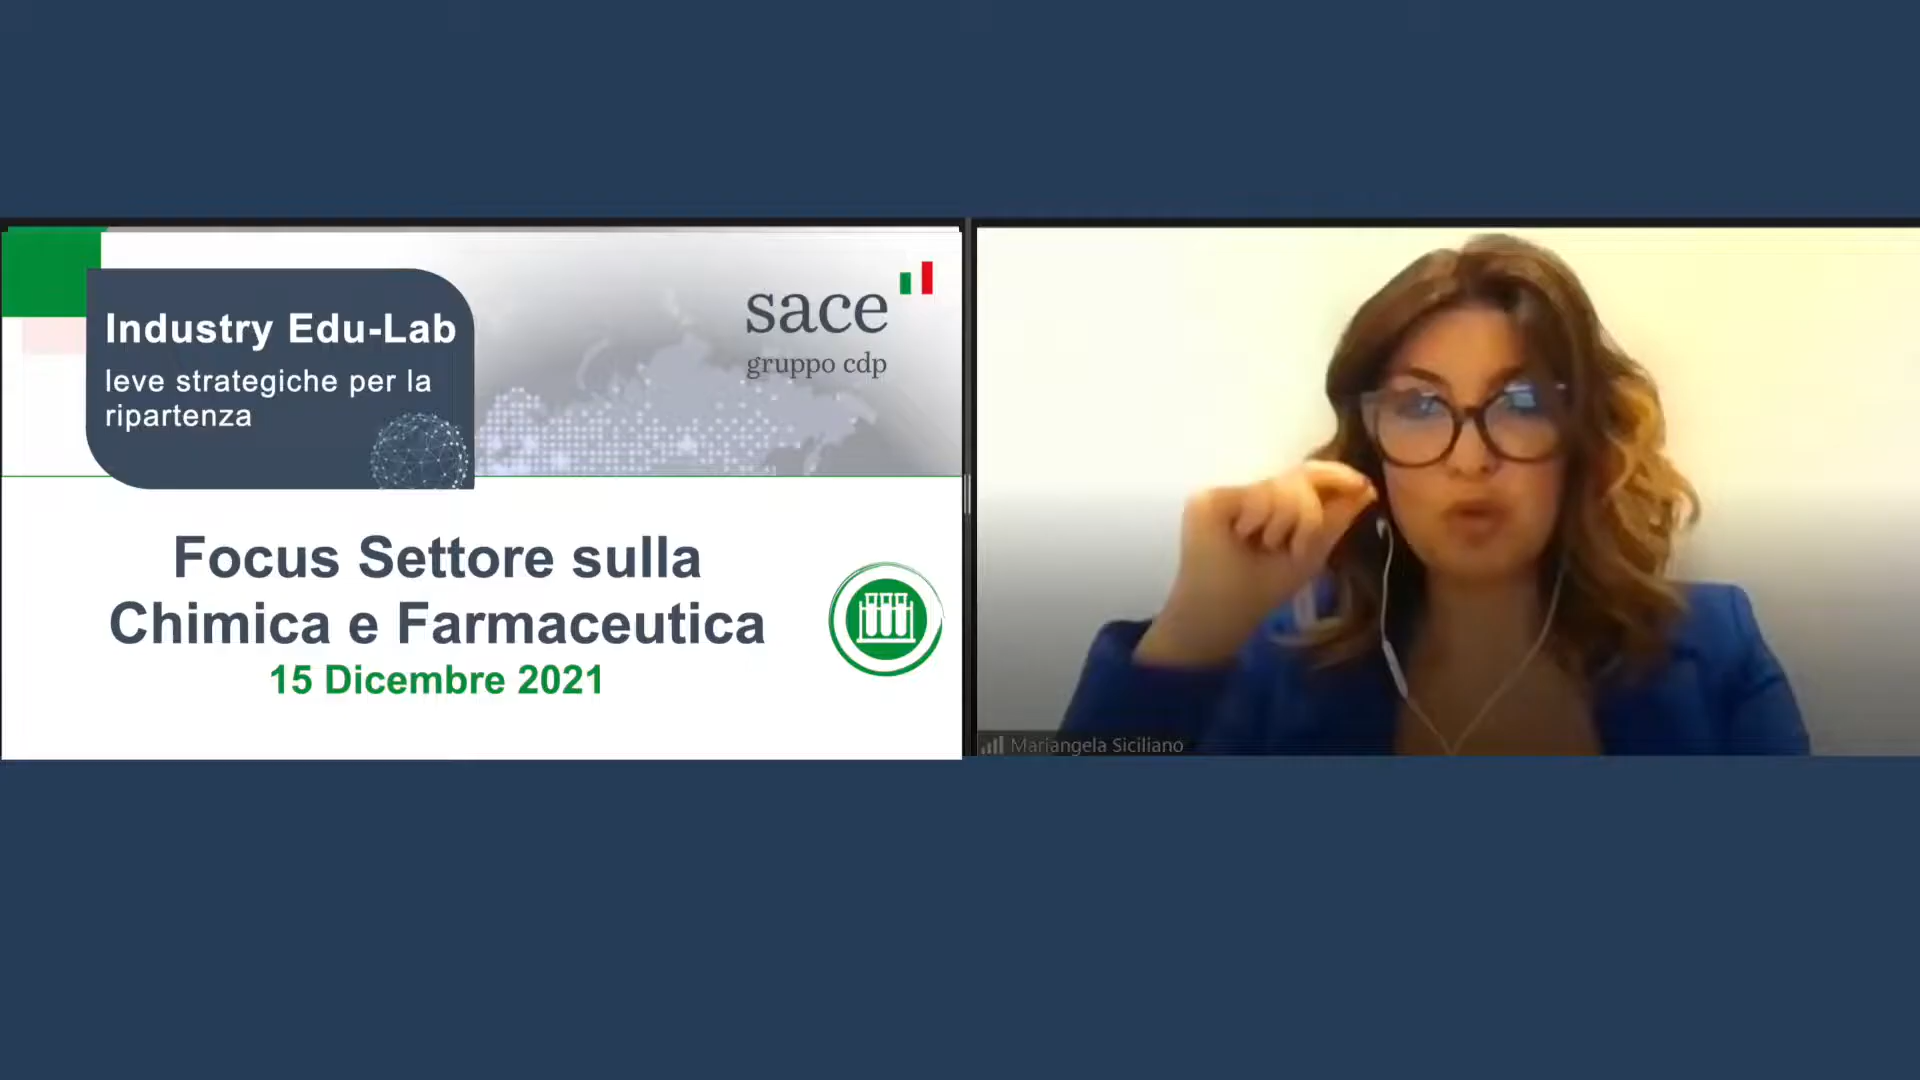 Industry Edu-Lab
leve strategiche per la
ripartenza
sace
gruppo cdp
Focus Settore sulla
Chimica e Farmaceutica
15 Dicembre 2021
Mariangela Siciliano